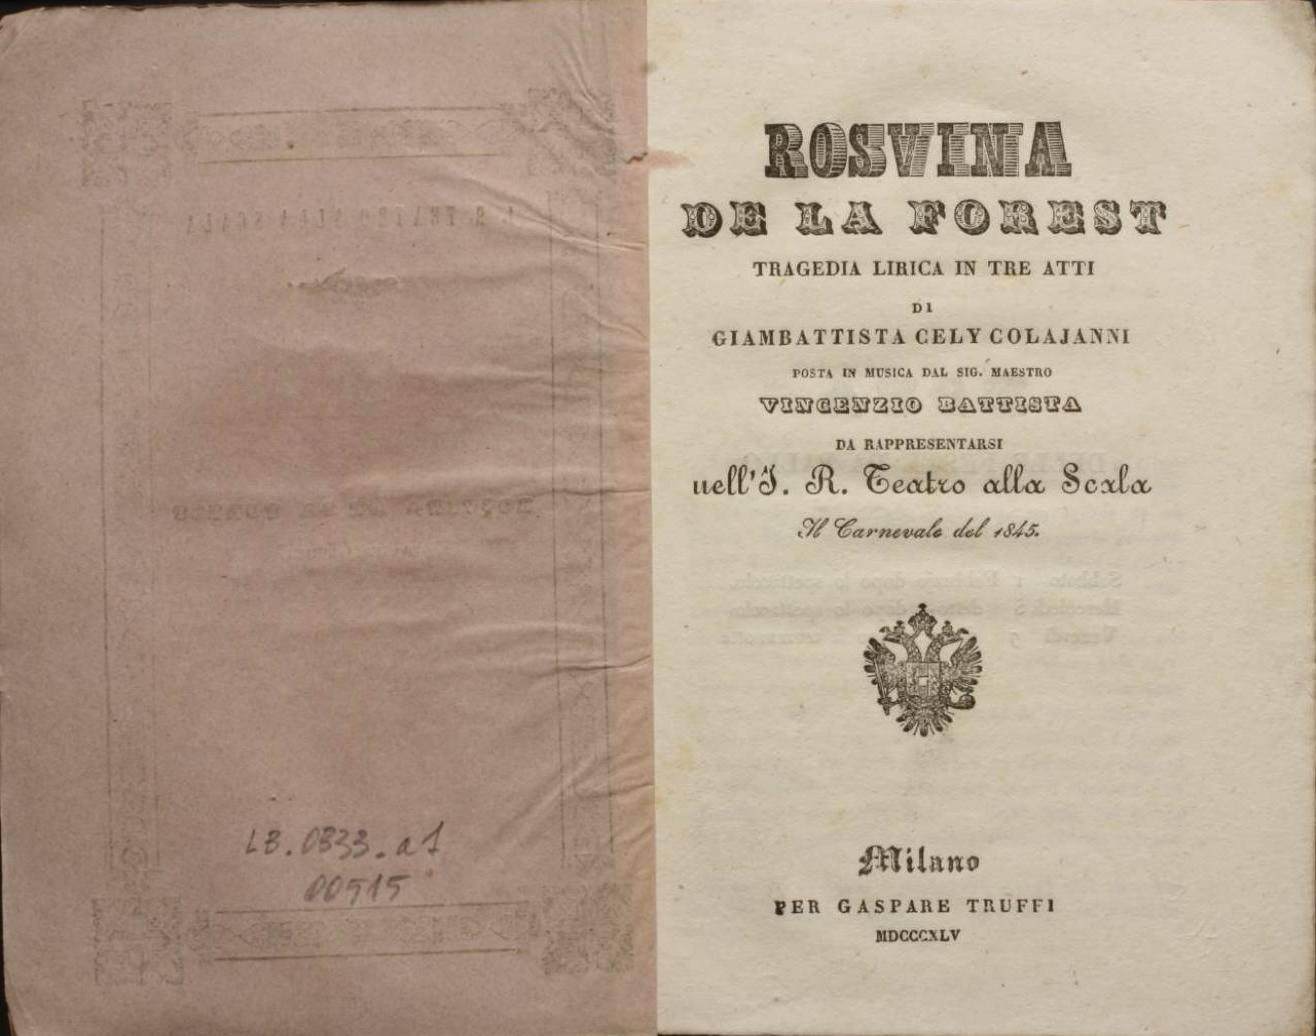 LB.0333.a1
00515
ROSVINA
DE LA FOREST
TRAGEDIA LIRICA IN TRE ATTI
DI
GIAMBATTISTA CELY COLAJANNI
POSTA IN MUSICA DAL SIG. MAESTRO
VINCENZIO BATTISTA
DA RAPPRESENTARSI
nell'I. R. Teatro alla Scala
Il Carnevale del 1845.
Milano
PER GASPARE TRUFFI
MDCCCXLV